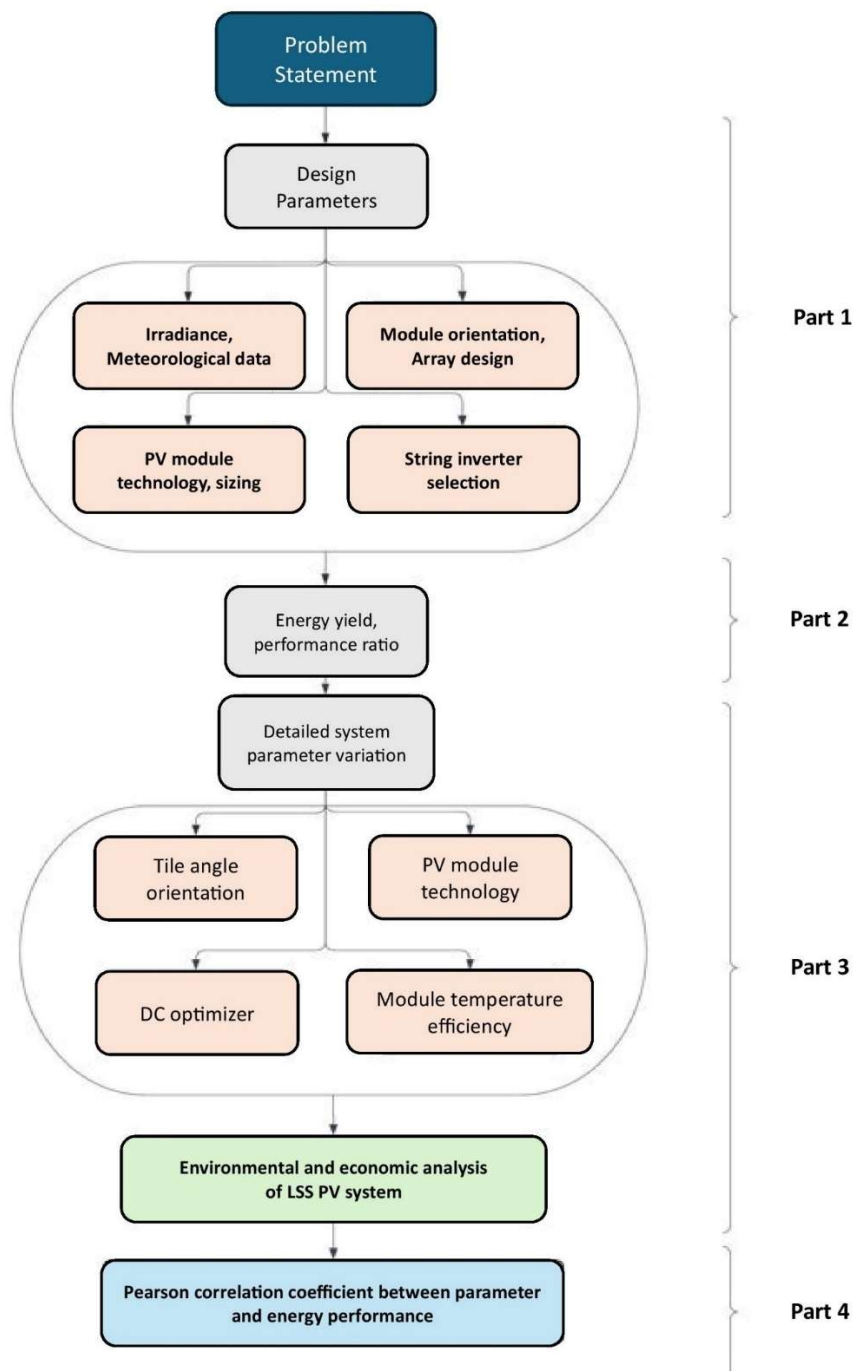 Problem
Statement
Design
Parameters
Irradiance,
Meteorological data
Module orientation,
Array design
Part 1
PV module
technology, sizing
String inverter
selection
Energy yield,
performance ratio
Part 2
Detailed system
parameter variation
Tile angle
orientation
PV module
technology
DC optimizer
Module temperature
efficiency
Part 3
Environmental and economic analysis
of LSS PV system
Pearson correlation coefficient between parameter
and energy performance
Part 4